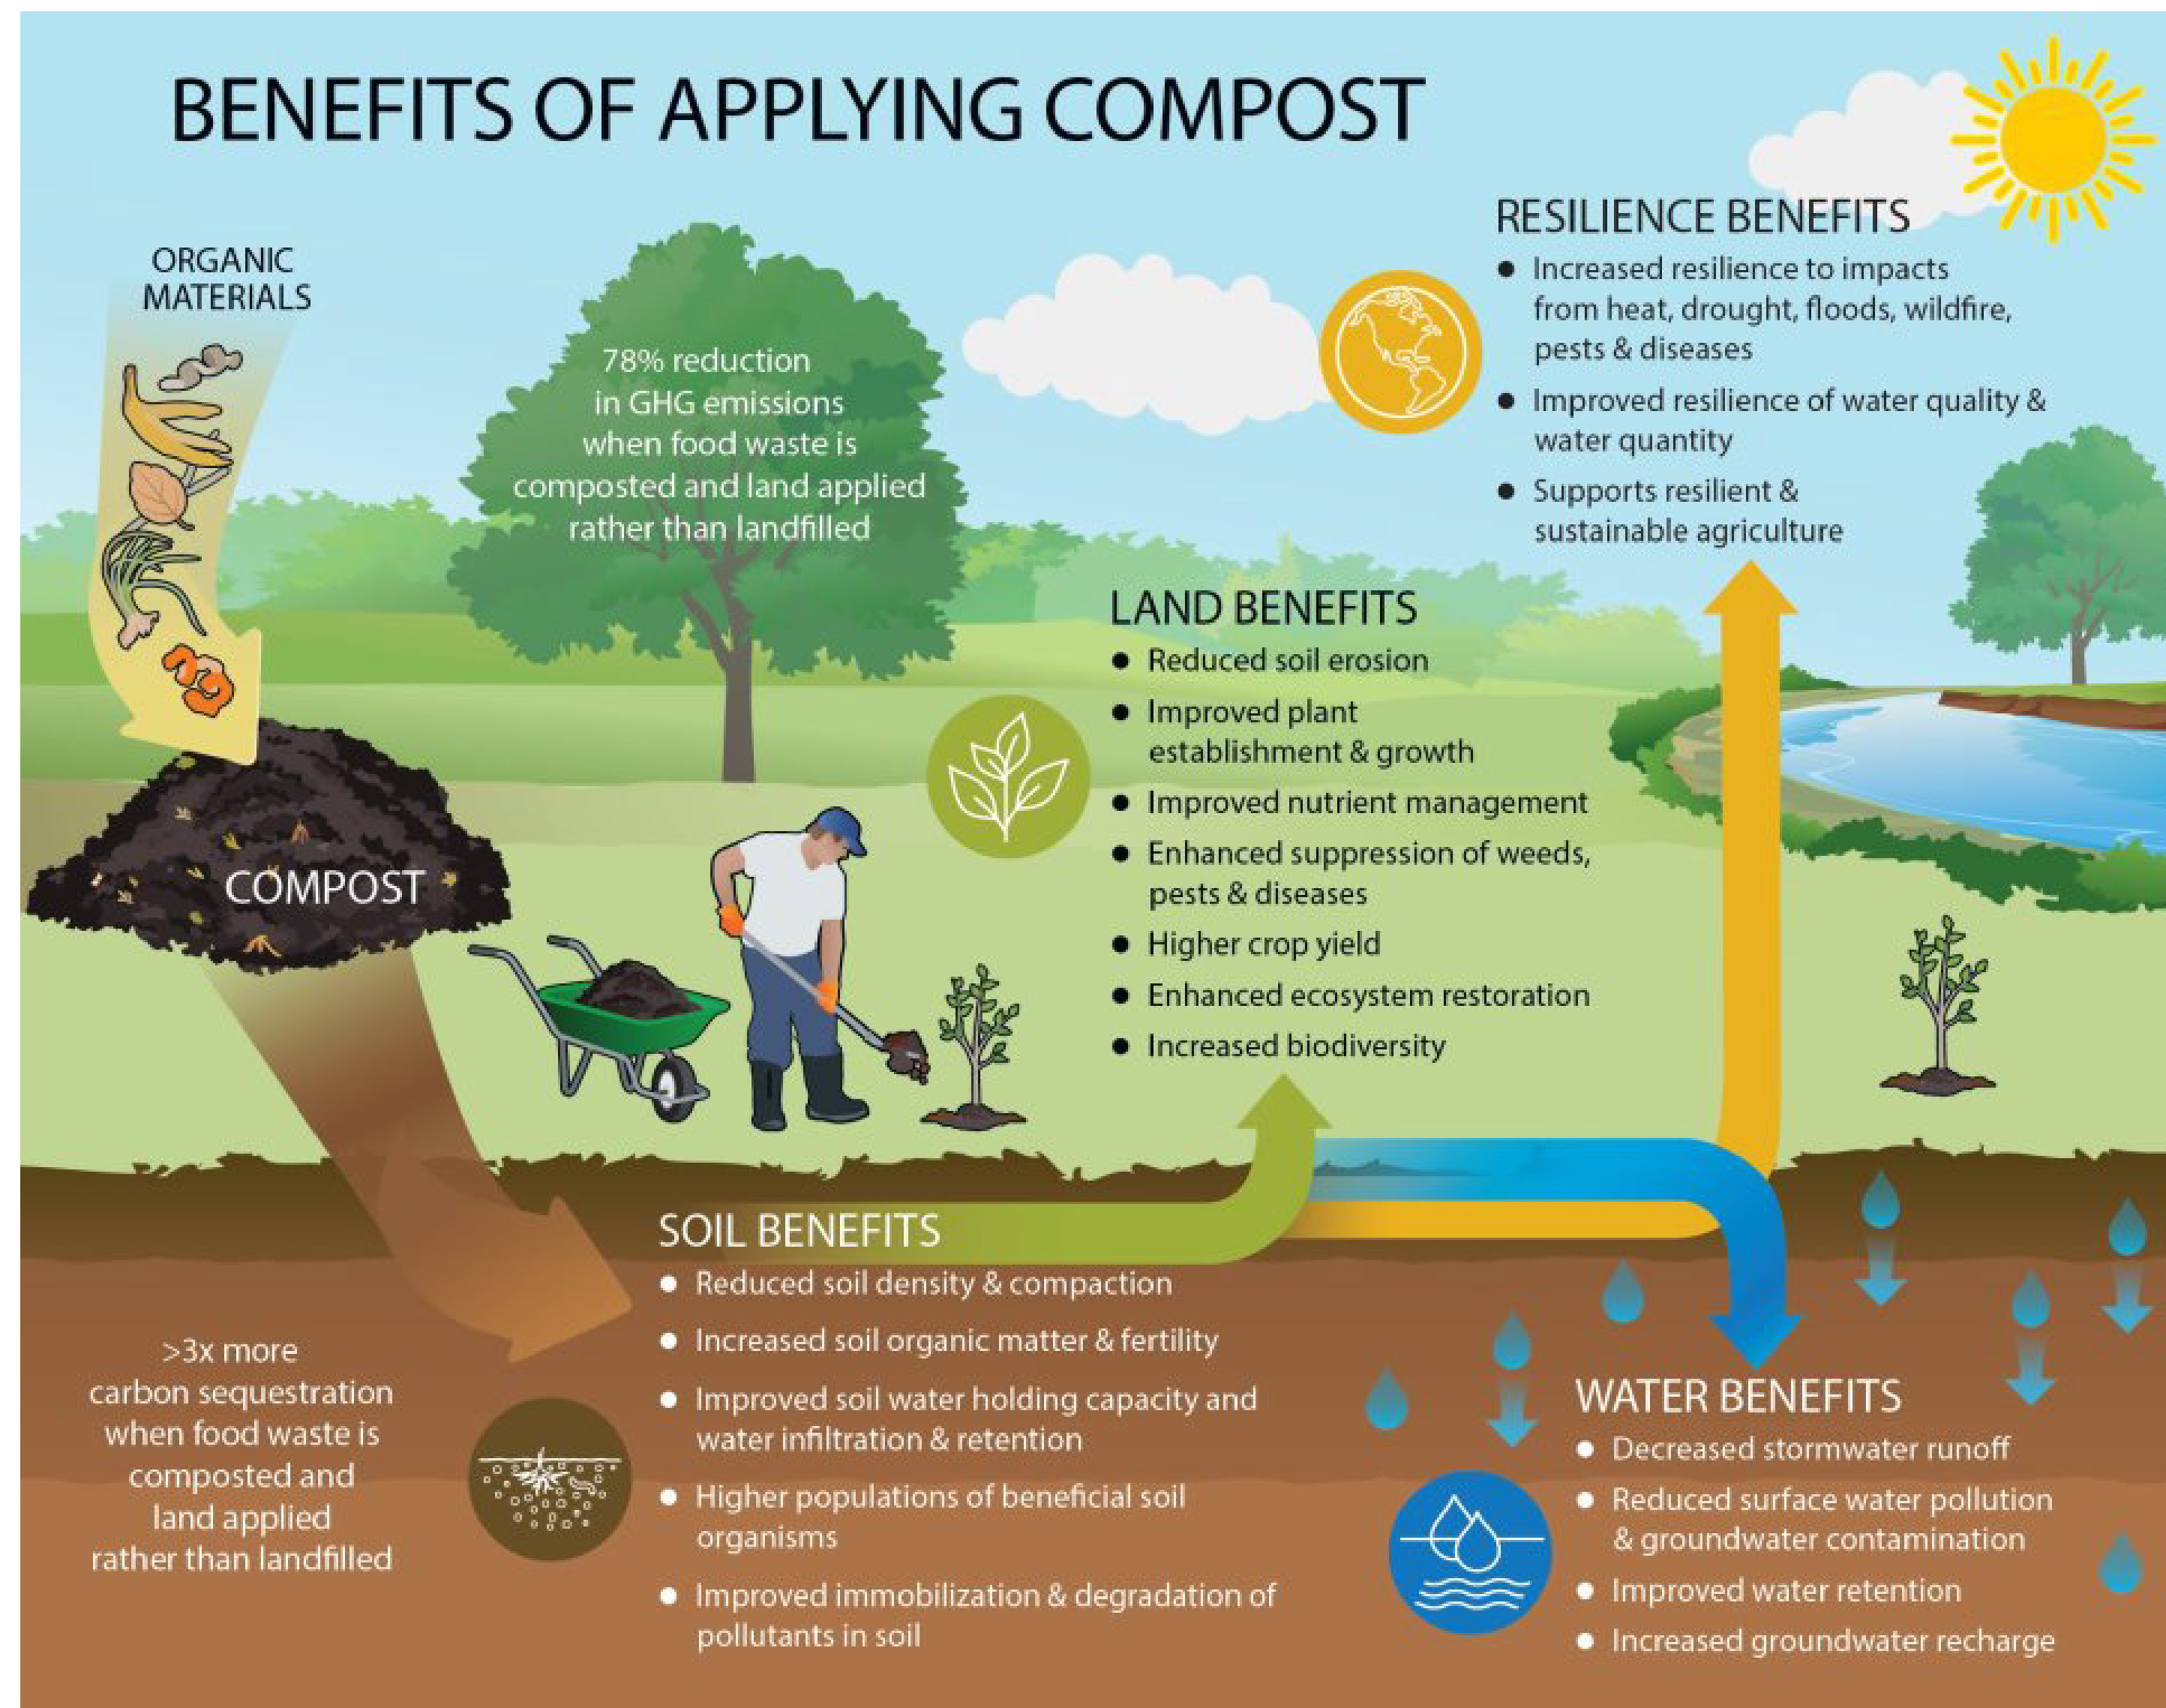 BENEFITS OF APPLYING COMPOST
ORGANIC
MATERIALS
78% reduction
in GHG emissions
when food waste is
composted and land applied
rather than landfilled
RESILIENCE BENEFITS
● Increased resilience to impacts
from heat, drought, floods, wildfire,
pests & diseases
● Improved resilience of water quality &
water quantity
● Supports resilient &
sustainable agriculture
LAND BENEFITS
● Reduced soil erosion
● Improved plant
establishment & growth
● Improved nutrient management
● Enhanced suppression of weeds,
pests & diseases
● Higher crop yield
● Enhanced ecosystem restoration
● Increased biodiversity
COMPOST
SOIL BENEFITS
● Reduced soil density & compaction
● Increased soil organic matter & fertility
● Improved soil water holding capacity and
water infiltration & retention
● Higher populations of beneficial soil
organisms
● Improved immobilization & degradation of
pollutants in soil
>3x more
carbon sequestration
when food waste is
composted and
land applied
rather than landfilled
WATER BENEFITS
● Decreased stormwater runoff
● Reduced surface water pollution
& groundwater contamination
● Improved water retention
● Increased groundwater recharge